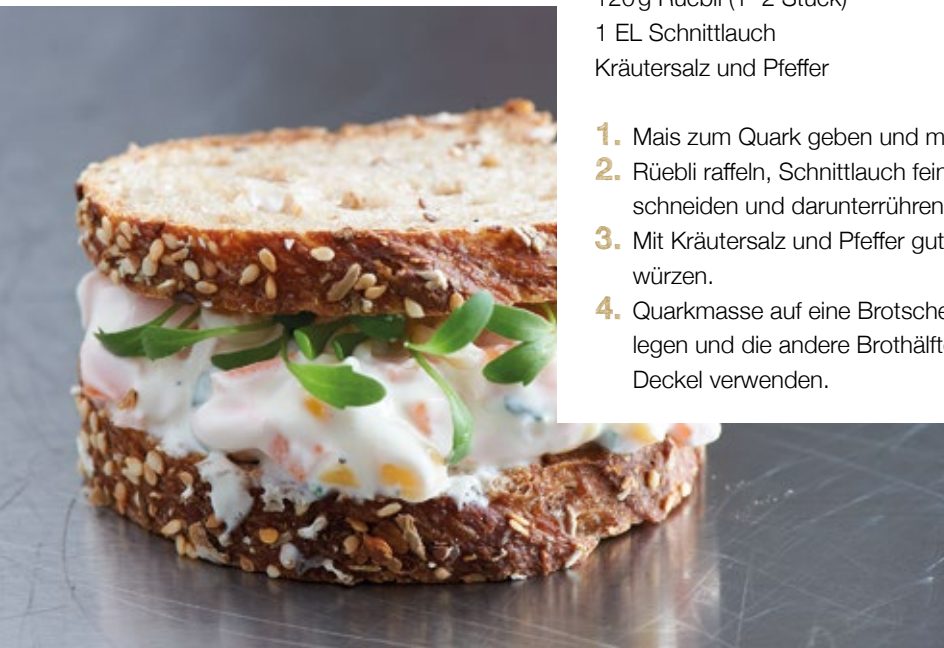 120 g Rüebli (1–2 Stück)
1 EL Schnittlauch
Kräutersalz und Pfeffer
1. Mais zum Quark geben und
2. Rüebli raffeln, Schnittlauch fein
schneiden und darunterrühren
3. Mit Kräutersalz und Pfeffer gut
würzen.
4. Quarkmasse auf eine
legen und die andere
Deckel verwenden.